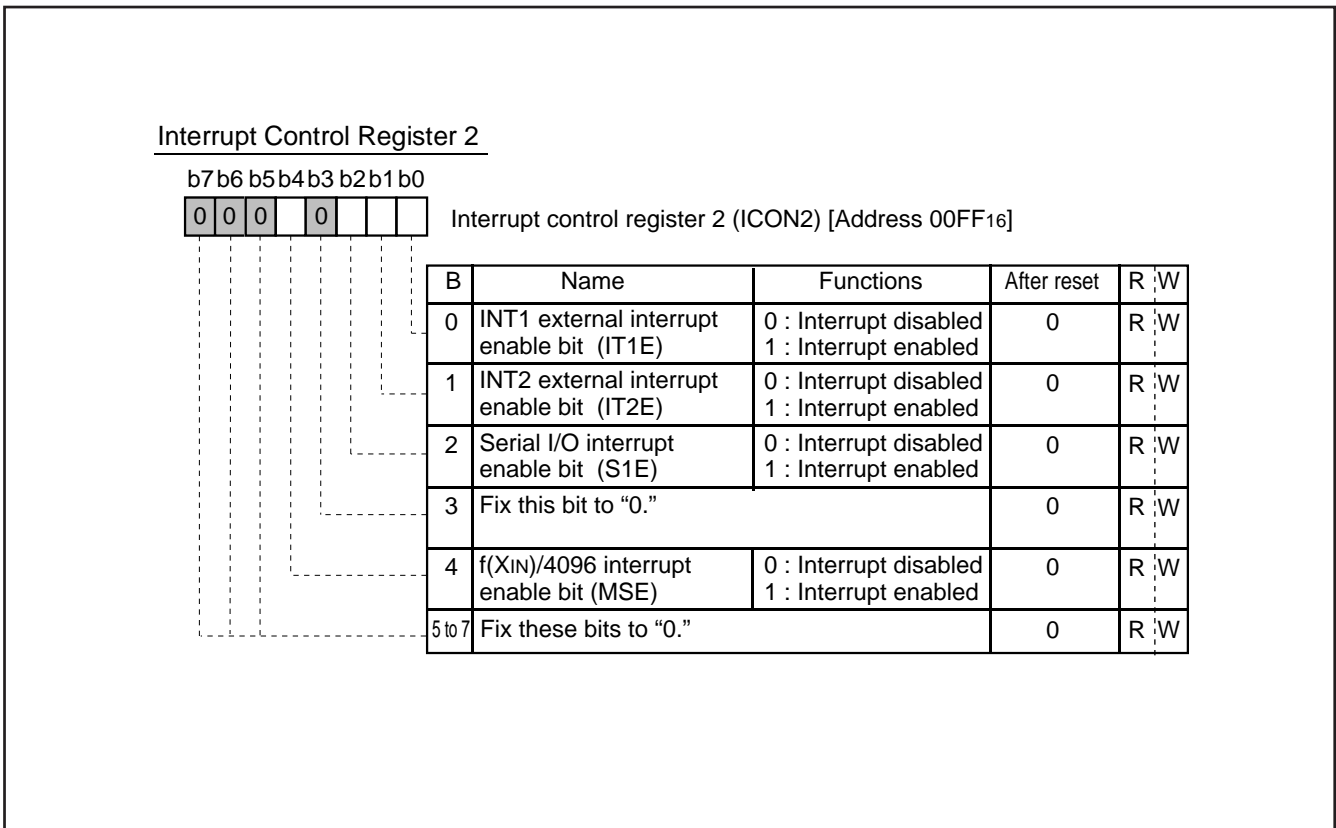 Interrupt Control Register 2
b7 b6 b5 b4 b3 b2 b1 b0
0 0 0 0
Interrupt control register 2 (ICON2) [Address 00FF16]
B Name Functions After reset R W
0 INT1 external interrupt enable bit (IT1E) 0 : Interrupt disabled 1 : Interrupt enabled 0 R W
1 INT2 external interrupt enable bit (IT2E) 0 : Interrupt disabled 1 : Interrupt enabled 0 R W
2 Serial I/O interrupt enable bit (S1E) 0 : Interrupt disabled 1 : Interrupt enabled 0 R W
3 Fix this bit to “0.” 0 R W
4 f(XIN)/4096 interrupt enable bit (MSE) 0 : Interrupt disabled 1 : Interrupt enabled 0 R W
5 to 7 Fix these bits to “0.” 0 R W